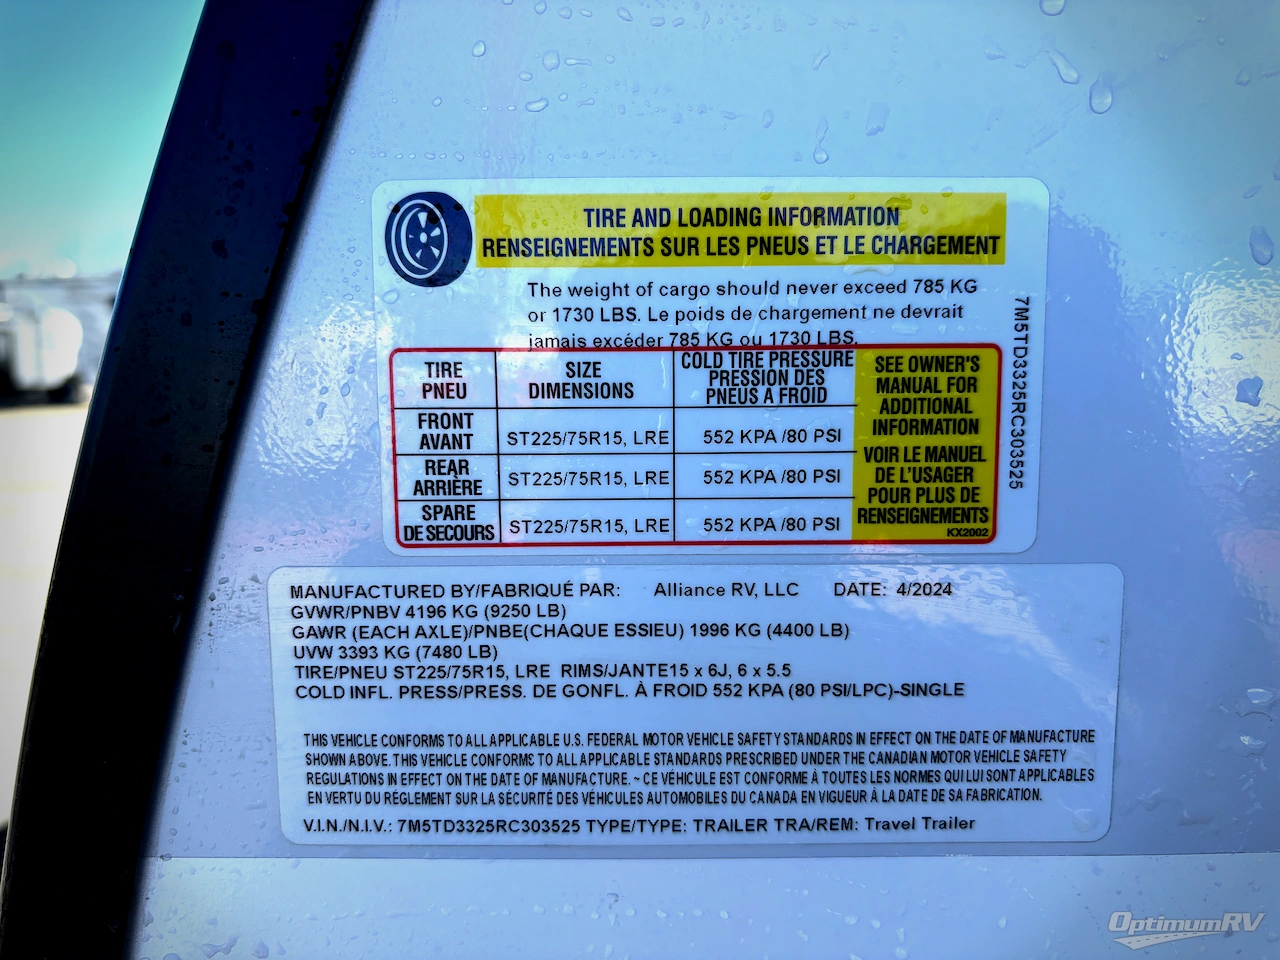 TIRE AND LOADING INFORMATION
RENSEIGNEMENTS SUR LES PNEUS ET LE CHARGEMENT
The weight of cargo should never exceed 785 KG
or 1730 LBS. Le poids de chargement ne devrait
jamais excéder 785 KG ou 1730 LBS.
TIRE
PNEU
SIZE
DIMENSIONS
COLD TIRE PRESSURE
PRESSION DES
PNEUS A FROID
FRONT
AVANT
ST225/75R15, LRE
552 KPA /80 PSI
REAR
ARRIÈRE
ST225/75R15, LRE
552 KPA /80 PSI
SPARE
DE SECOURS
ST225/75R15, LRE
552 KPA /80 PSI
SEE OWNER'S
MANUAL FOR
ADDITIONAL
INFORMATION
VOIR LE MANUEL
DE L'USAGER
POUR PLUS DE
RENSEIGNEMENTS
KX2002
7M5TD3325RC303525
MANUFACTURED BY/FABRIQUÉ PAR: Alliance RV, LLC DATE: 4/2024
GVWR/PNBV 4196 KG (9250 LB)
GAWR (EACH AXLE)/PNBE(CHAQUE ESSIEU) 1996 KG (4400 LB)
UVW 3393 KG (7480 LB)
TIRE/PNEU ST225/75R15, LRE RIMS/JANTE15 x 6J, 6 x 5.5
COLD INFL. PRESS/PRESS. DE GONFL. À FROID 552 KPA (80 PSI/LPC)-SINGLE
THIS VEHICLE CONFORMS TO ALL APPLICABLE U.S. FEDERAL MOTOR VEHICLE SAFETY STANDARDS IN EFFECT ON THE DATE OF MANUFACTURE
SHOWN ABOVE. THIS VEHICLE CONFORMS TO ALL APPLICABLE STANDARDS PRESCRIBED UNDER THE CANADIAN MOTOR VEHICLE SAFETY
REGULATIONS IN EFFECT ON THE DATE OF MANUFACTURE. ~ CE VÉHICULE EST CONFORME À TOUTES LES NORMES QUI LUI SONT APPLICABLES
EN VERTU DU RÉGLEMENT SUR LA SÉCURITÉ DES VÉHICULES AUTOMOBILES DU CANADA EN VIGUEUR À LA DATE DE SA FABRICATION.
V.I.N./N.I.V.: 7M5TD3325RC303525 TYPE/TYPE: TRAILER TRA/REM: Travel Trailer
OptimumRV